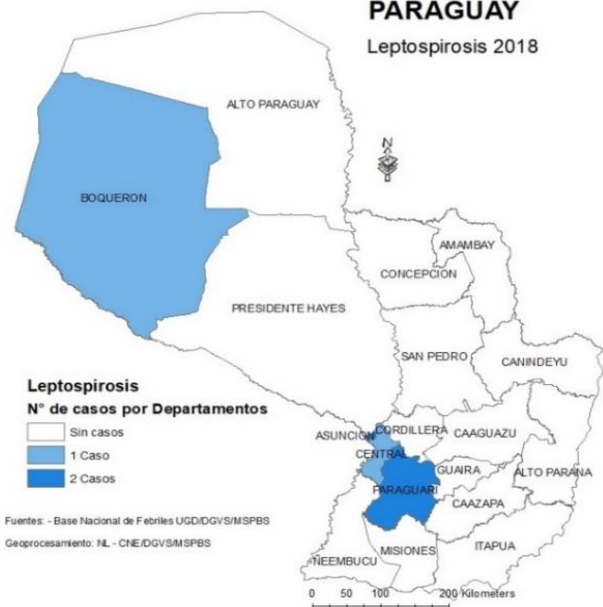 PARAGUAY
Leptospirosis 2018
N
ALTO PARAGUAY
BOQUERON
AMAMBAY
CONCEPCION
PRESIDENTE HAYES
SAN PEDRO
CANINDEYU
ASUNCION
CORDILLERA
CAAGUAZU
CENTRAL
GUAIRA
ALTO PARANA
PARAGUARI
CAAZAPA
ITAPUA
MISIONES
ÑEEMBUCU
Leptospirosis
N° de casos por Departamentos
Sin casos
1 Caso
2 Casos
Fuentes: - Base Nacional de Febriles UGD/DGVS/MSPBS
Geoprocesamiento: NL - CNE/DGVS/MSPBS
0 50 100 200 Kilometers